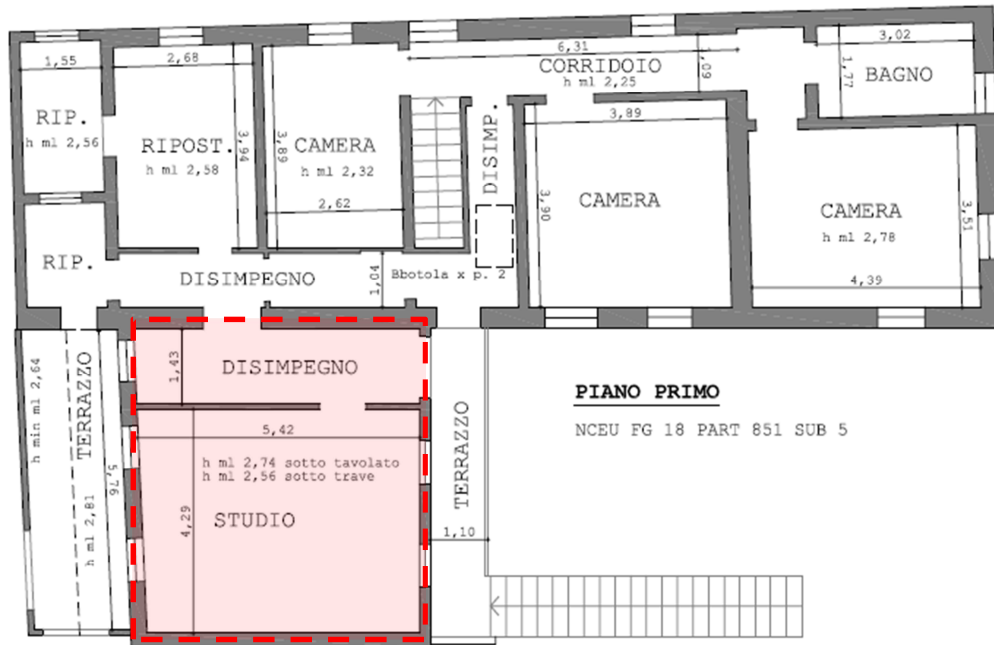 1,55
RIP.
h ml 2,56
2,68
RIPOST.
h ml 2,58
3,94
3,89
CAMERA
h ml 2,32
2,62
6,31
CORRIDOIO
h ml 2,25
1,09
DISIMP.
3,89
3,90
CAMERA
3,02
1,77
BAGNO
CAMERA
h ml 2,78
3,51
4,39
RIP.
DISIMPEGNO
1,04
Bbotola x p. 2
h min ml 2,64
TERRAZZO
5,76
h ml 2,81
1,43
DISIMPEGNO
5,42
h ml 2,74 sotto tavolato
h ml 2,56 sotto trave
4,29
STUDIO
TERRAZZO
1,10
PIANO PRIMO
NCEU FG 18 PART 851 SUB 5